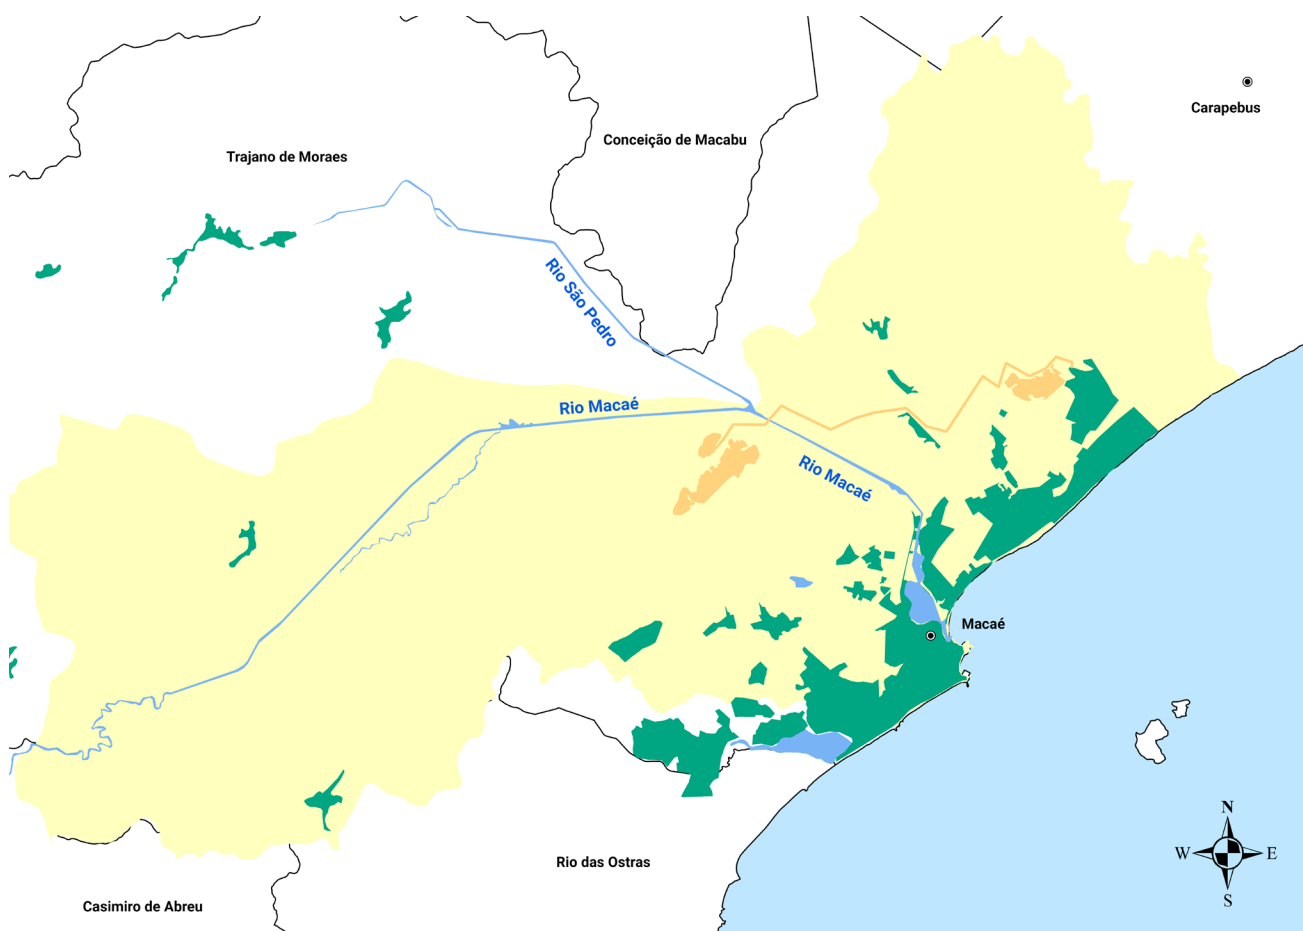 Carapebus
Conceição de Macabu
Trajano de Moraes
Rio São Pedro
Rio Macaé
Rio Macaé
Macaé
N
W
E
S
Rio das Ostras
Casimiro de Abreu